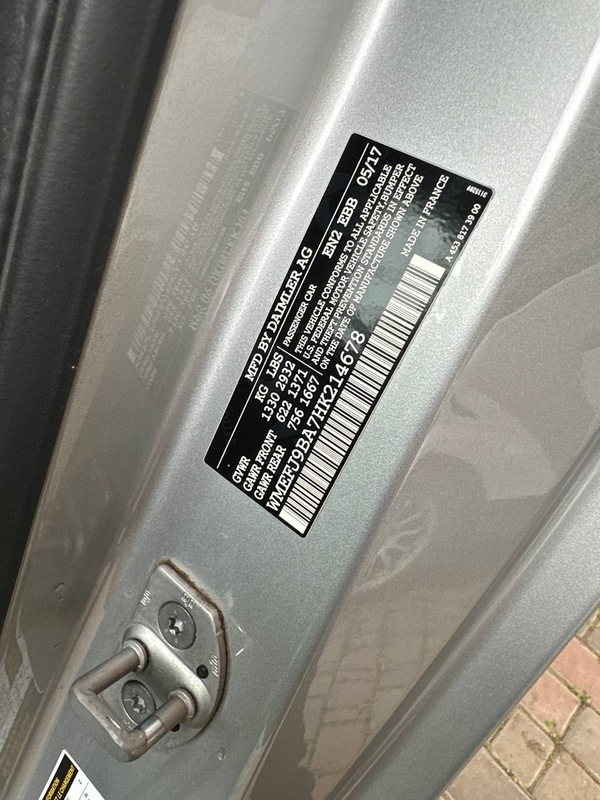 MFD BY DAIMLER AG
EN2 EBB 05/17
KG LBS
GVWR 1330 2932
GAWR FRONT 622 1371
GAWR REAR 756 1667
PASSENGER CAR
THIS VEHICLE CONFORMS TO ALL APPLICABLE
U.S. FEDERAL MOTOR VEHICLE SAFETY, BUMPER,
AND THEFT PREVENTION STANDARDS IN EFFECT
ON THE DATE OF MANUFACTURE SHOWN ABOVE
WMEFJ9BA7HK214678
MADE IN FRANCE
A 453 817 39 00